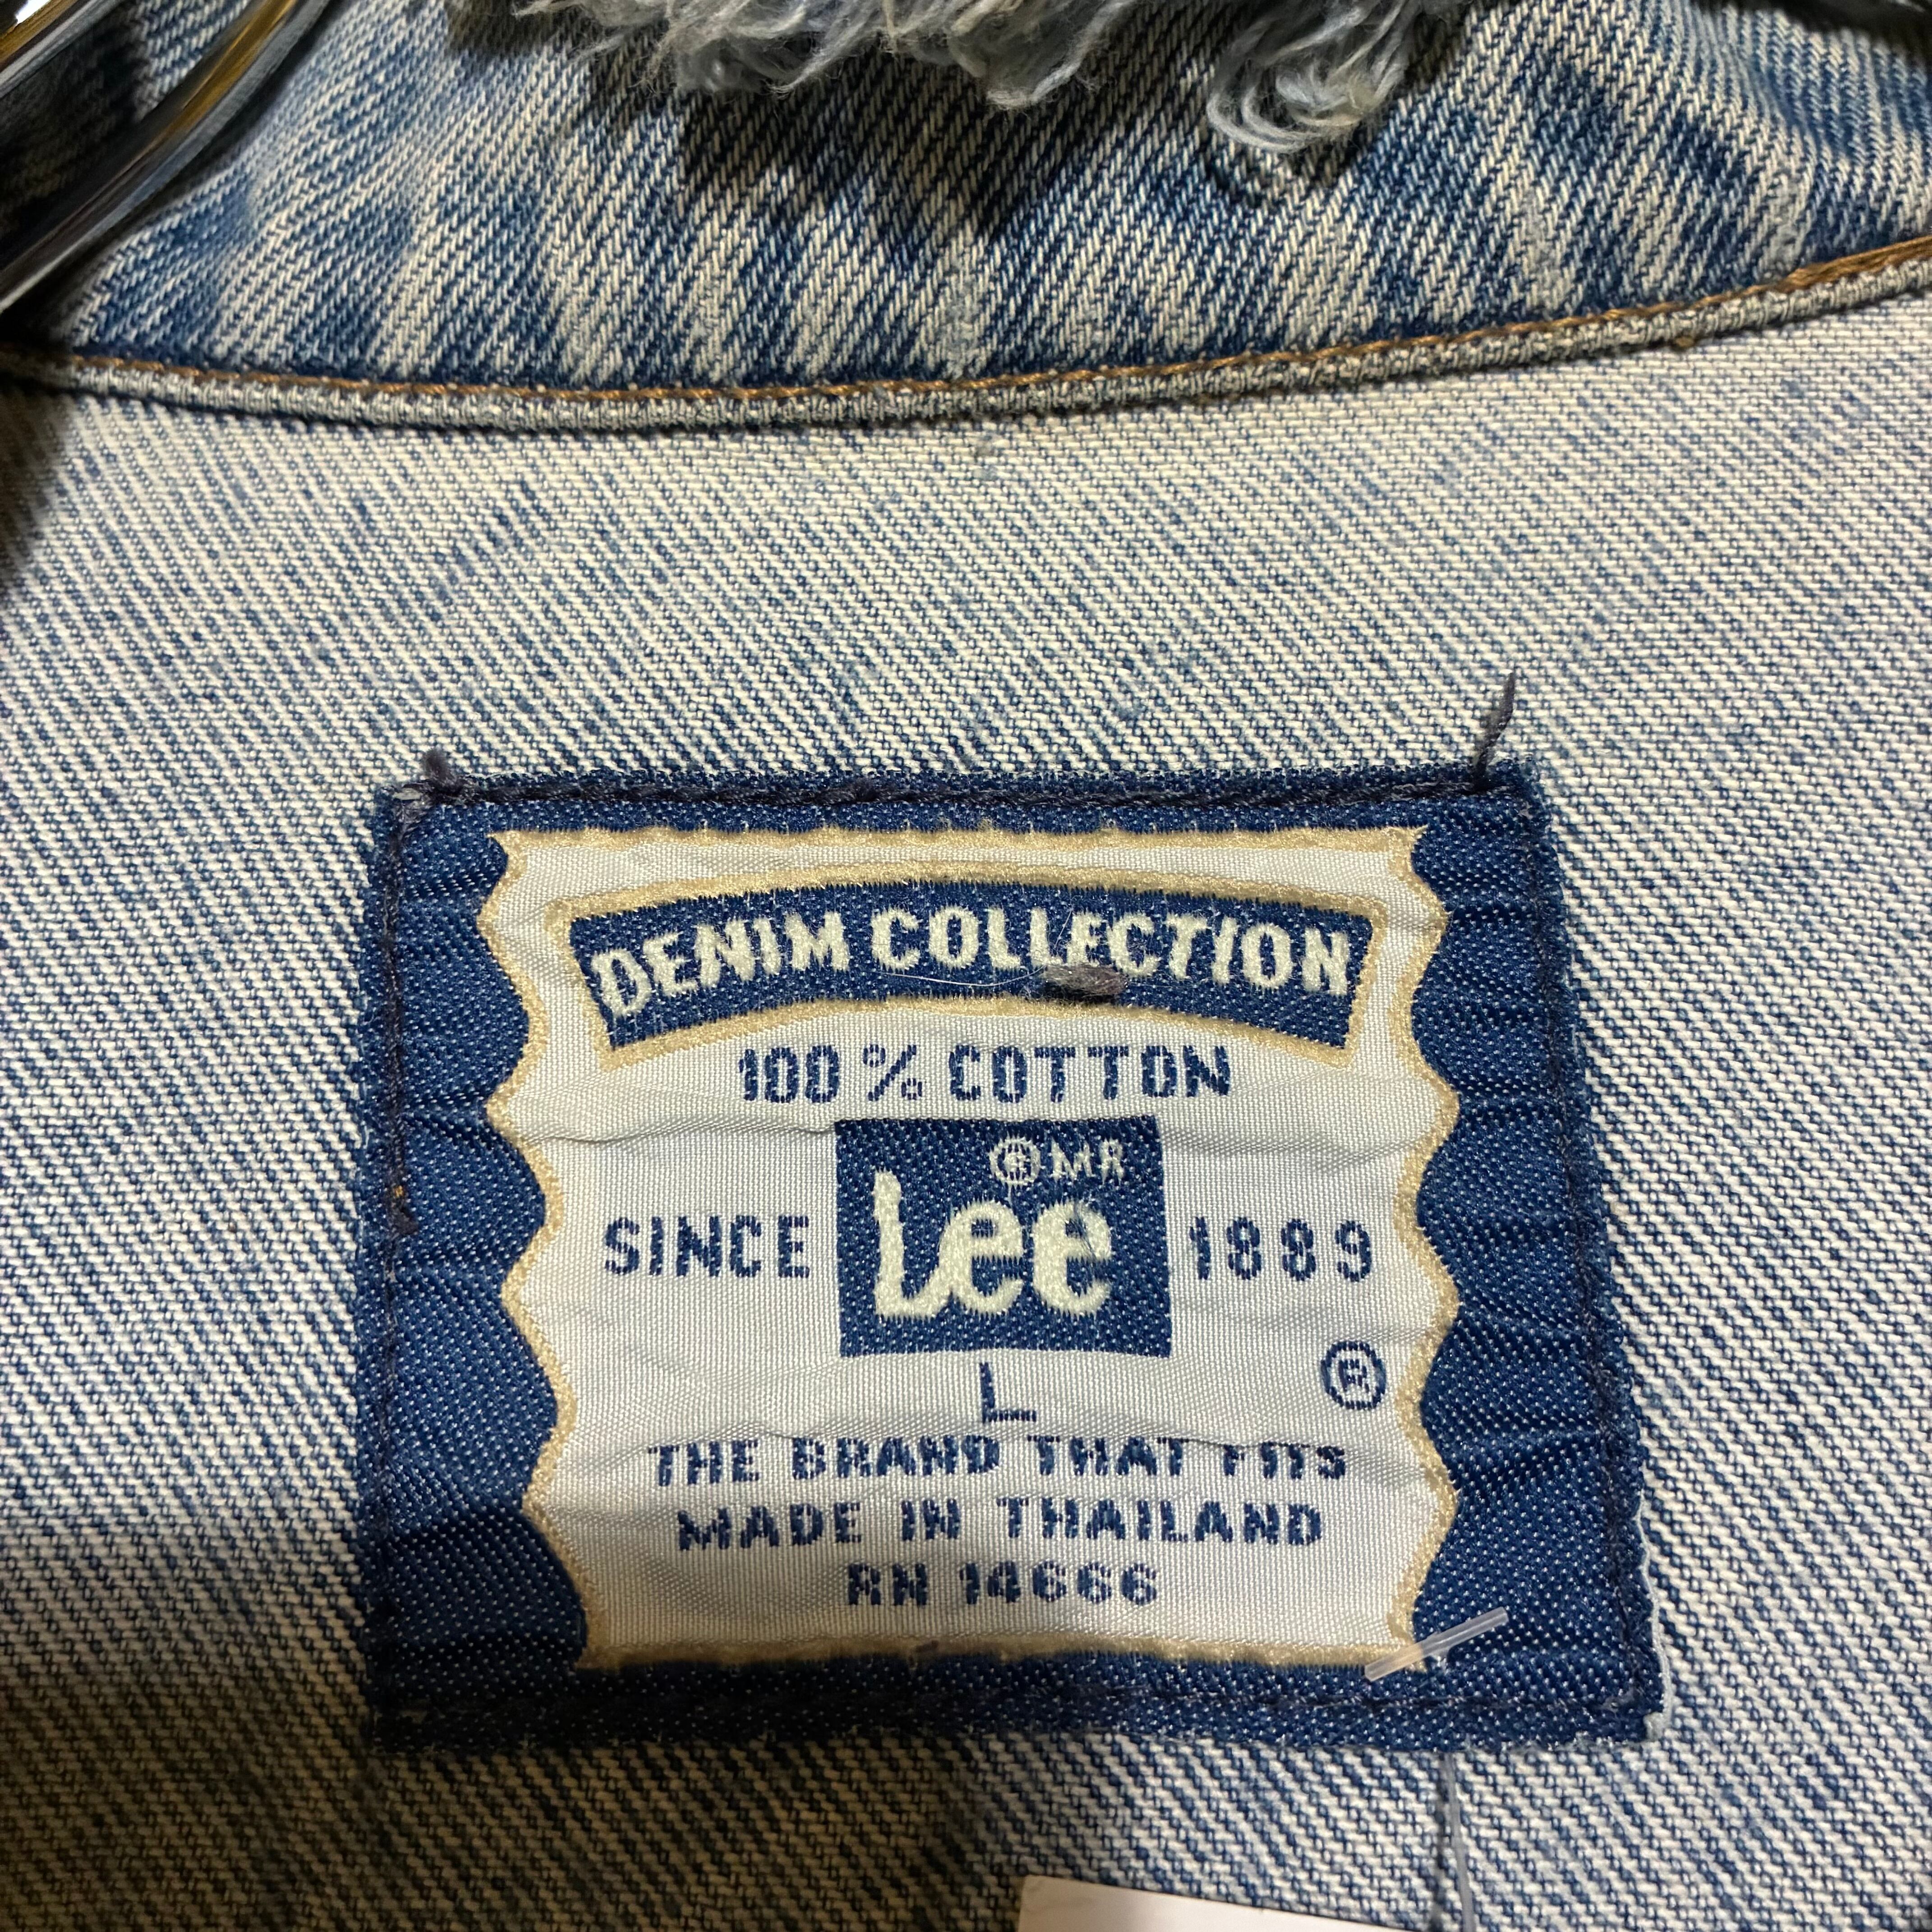 DENIM COLLECTION
100% COTTON
® MR
SINCE Lee 1889
L ®
THE BRAND THAT FITS
MADE IN THAILAND
RN 14666